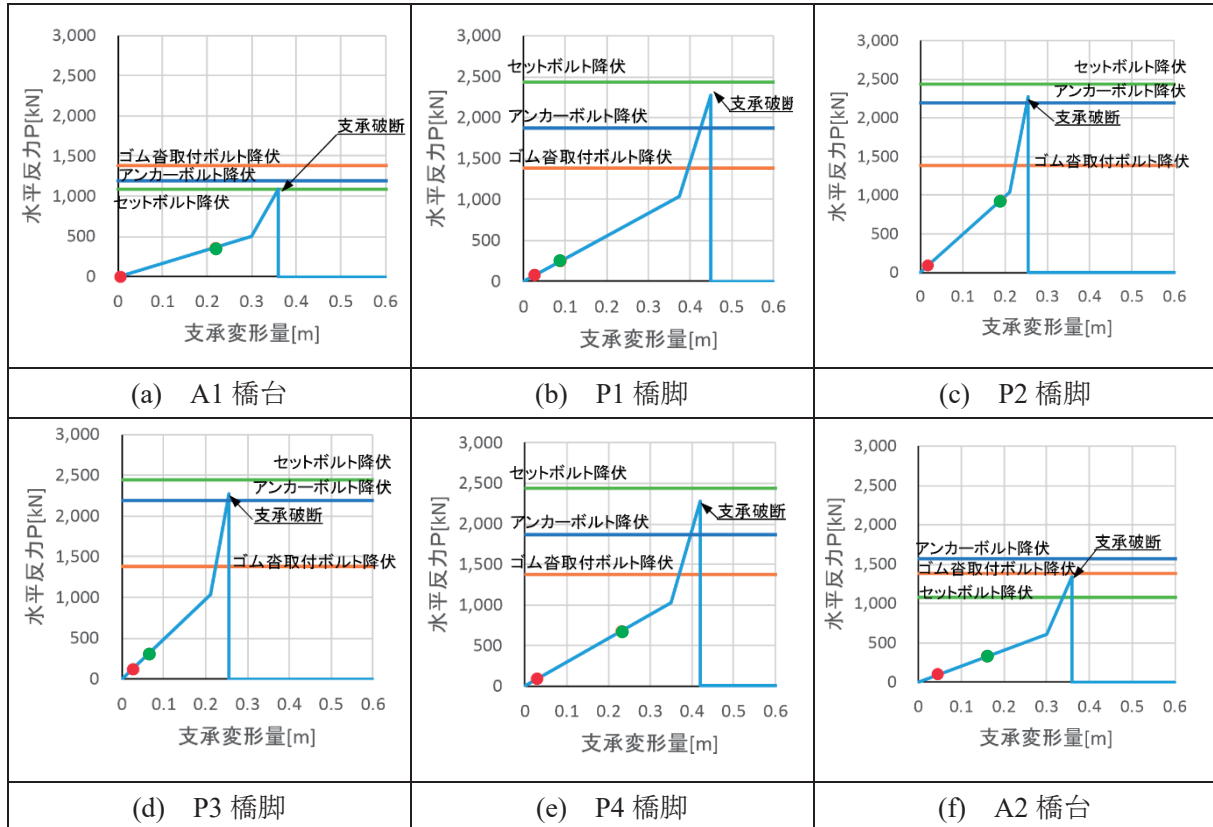 3,000
2,500
2,000
1,500
1,000
500
0
水平反力P[kN]
支承破断
ゴム沓取付ボルト降伏
アンカーボルト降伏
セットボルト降伏
0 0.1 0.2 0.3 0.4 0.5 0.6
支承変形量[m]
(a) A1 橋台
3,000
2,500
2,000
1,500
1,000
500
0
水平反力P[kN]
セットボルト降伏
支承破断
アンカーボルト降伏
ゴム沓取付ボルト降伏
0 0.1 0.2 0.3 0.4 0.5 0.6
支承変形量[m]
(b) P1 橋脚
3,000
2,500
2,000
1,500
1,000
500
0
水平反力P[kN]
セットボルト降伏
アンカーボルト降伏
支承破断
ゴム沓取付ボルト降伏
0 0.1 0.2 0.3 0.4 0.5 0.6
支承変形量[m]
(c) P2 橋脚
3,000
2,500
2,000
1,500
1,000
500
0
水平反力P[kN]
セットボルト降伏
アンカーボルト降伏
支承破断
ゴム沓取付ボルト降伏
0 0.1 0.2 0.3 0.4 0.5 0.6
支承変形量[m]
(d) P3 橋脚
3,000
2,500
2,000
1,500
1,000
500
0
水平反力P[kN]
セットボルト降伏
アンカーボルト降伏
支承破断
ゴム沓取付ボルト降伏
0 0.1 0.2 0.3 0.4 0.5 0.6
支承変形量[m]
(e) P4 橋脚
3,000
2,500
2,000
1,500
1,000
500
0
水平反力P[kN]
支承破断
アンカーボルト降伏
ゴム沓取付ボルト降伏
セットボルト降伏
0 0.1 0.2 0.3 0.4 0.5 0.6
支承変形量[m]
(f) A2 橋台